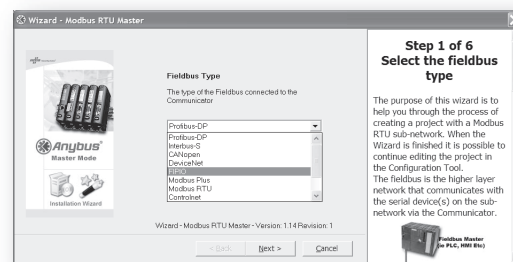 Wizard - Modbus RTU Master
Anybus
Master Mode
Installation Wizard
Fieldbus Type
The type of the Fieldbus connected to the
Communicator
Profibus-DP
Profibus-DP
Interbus-S
CANopen
DeviceNet
FIPIO
Modbus Plus
Modbus RTU
Controlnet
Wizard - Modbus RTU Master - Version: 1.14 Revision: 1
< Back
Next >
Cancel
Step 1 of 6
Select the fieldbus
type
The purpose of this wizard is to
help you through the process of
creating a project with a Modbus
RTU sub-network. When the
Wizard is finished it is possible to
continue editing the project in
the Configuration Tool.
The fieldbus is the higher layer
network that communicates with
the serial device(s) on the sub-
network via the Communicator.
Fieldbus Master
(ie PLC, HMI Etc)